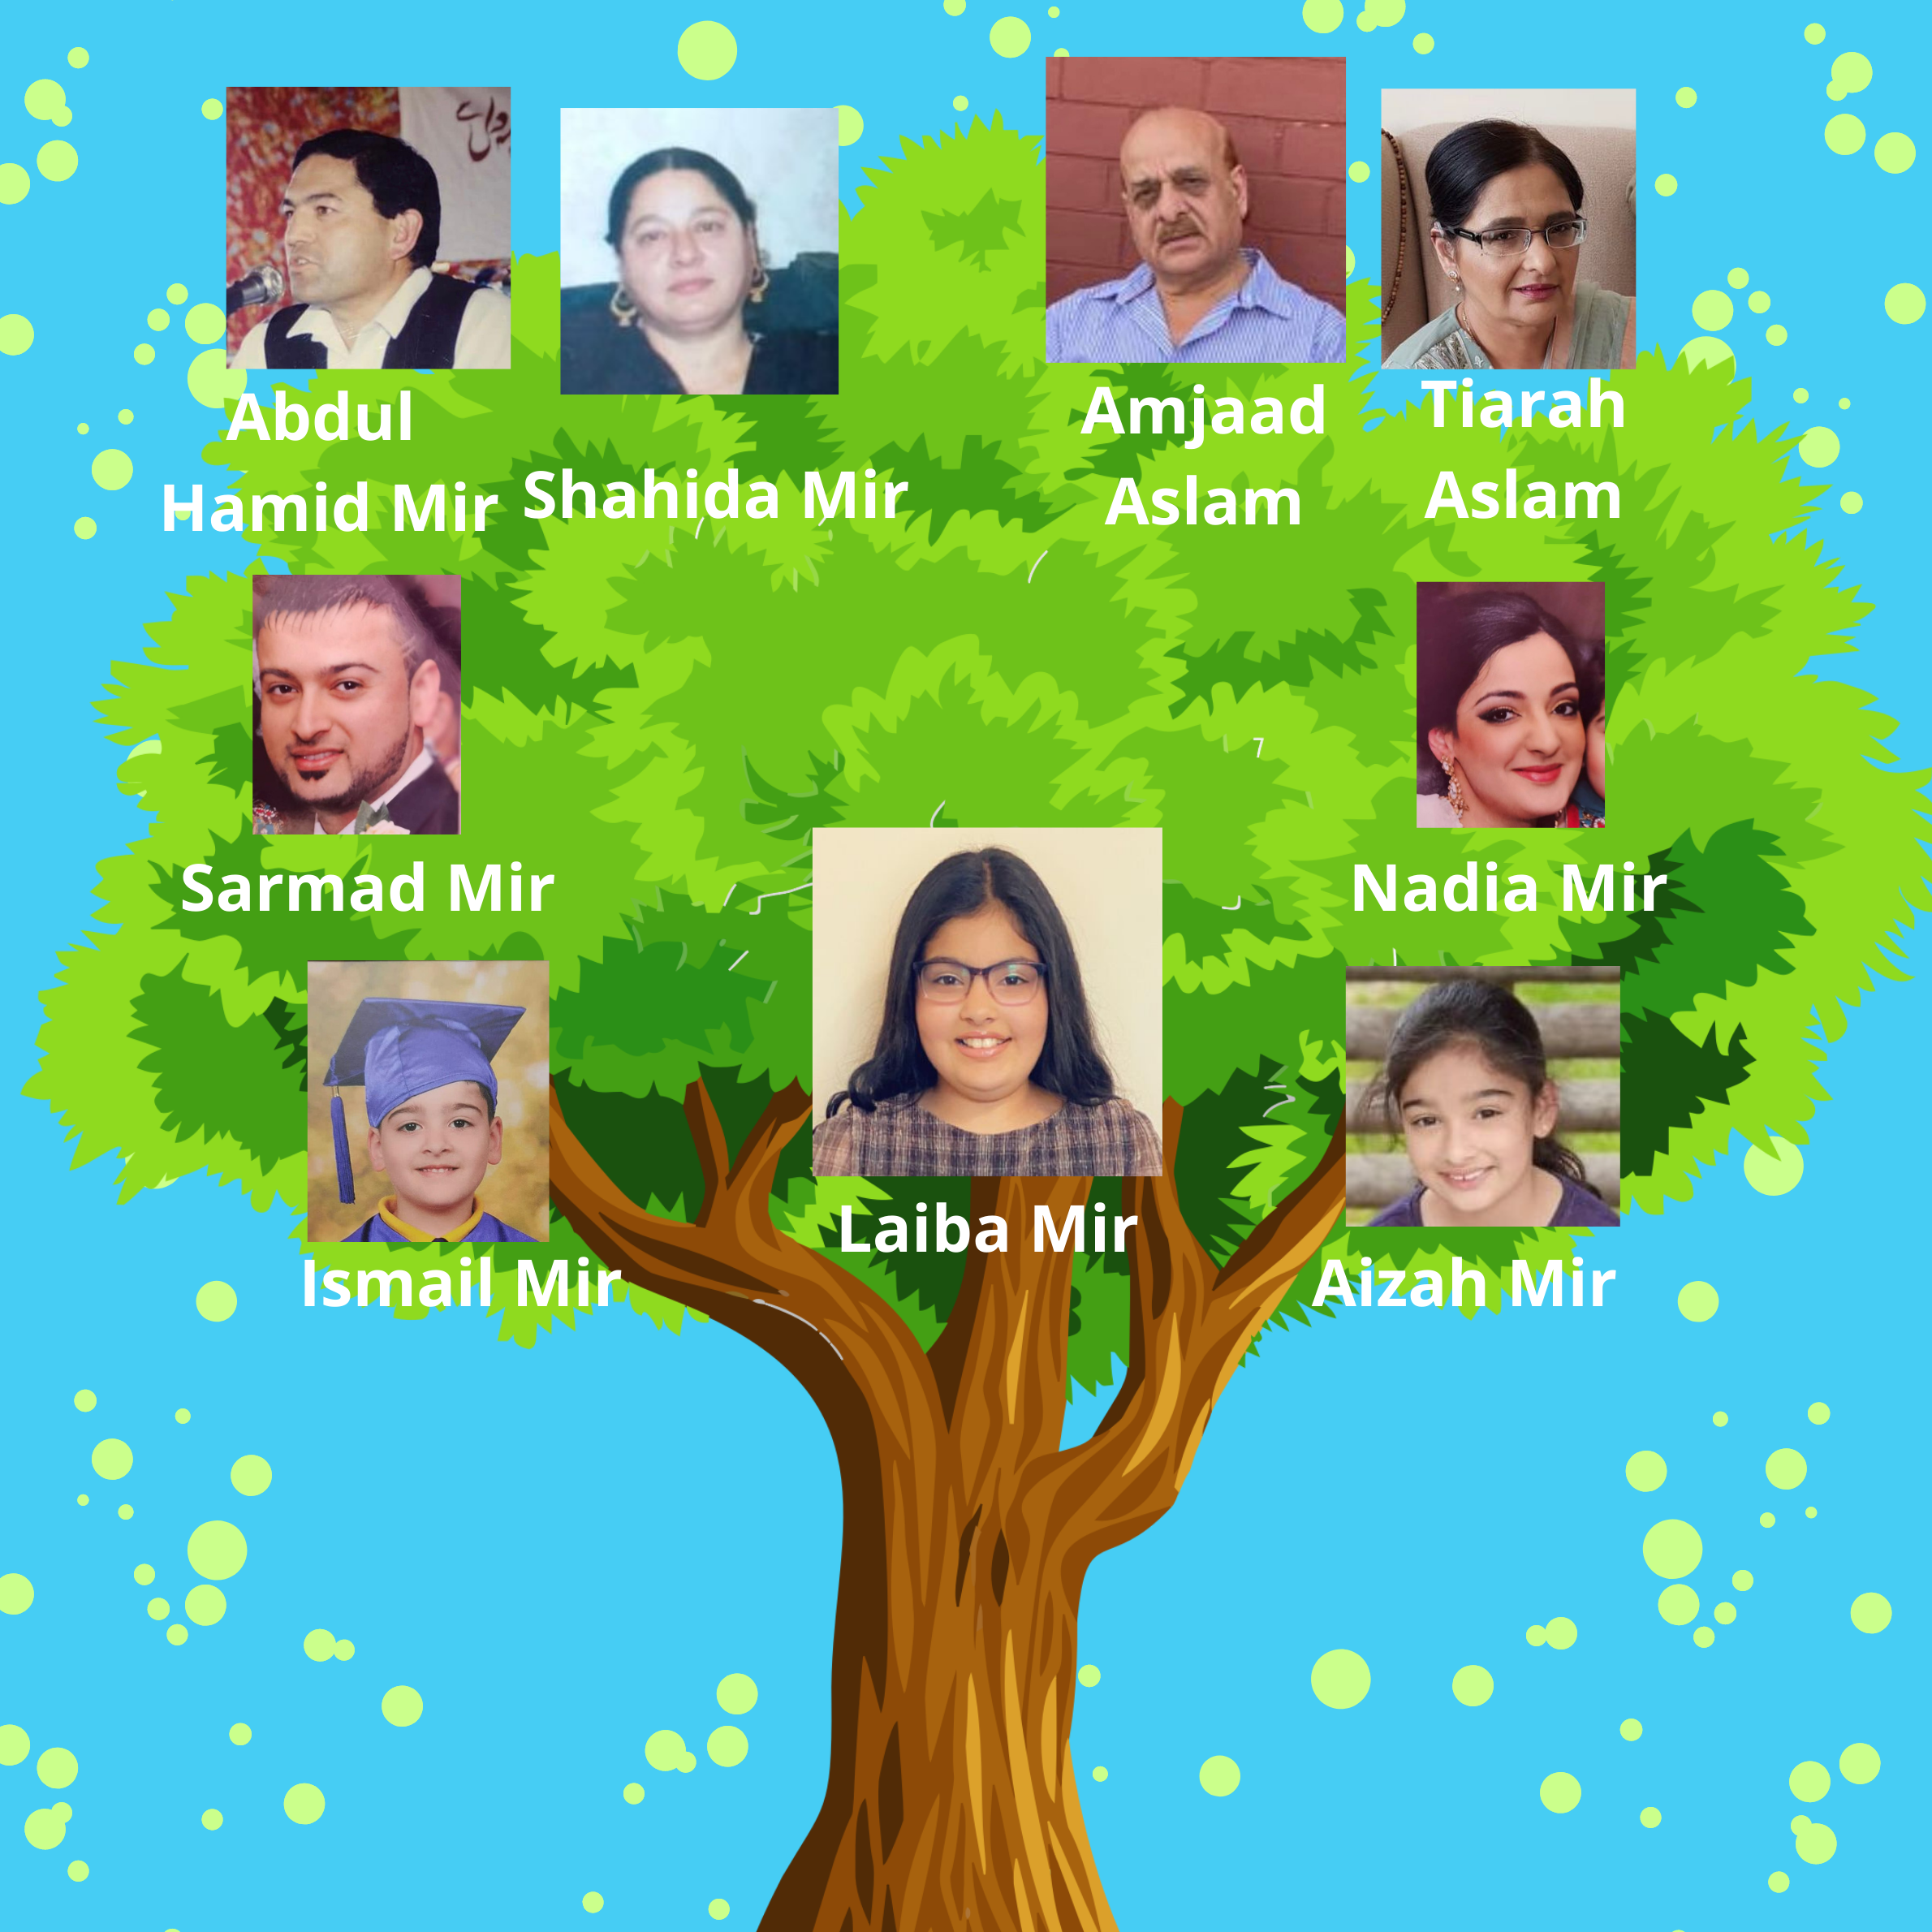 Abdul
Hamid Mir
Shahida Mir
Amjaad
Aslam
Tiarah
Aslam
Sarmad Mir
Nadia Mir
Laiba Mir
Ismail Mir
Aizah Mir